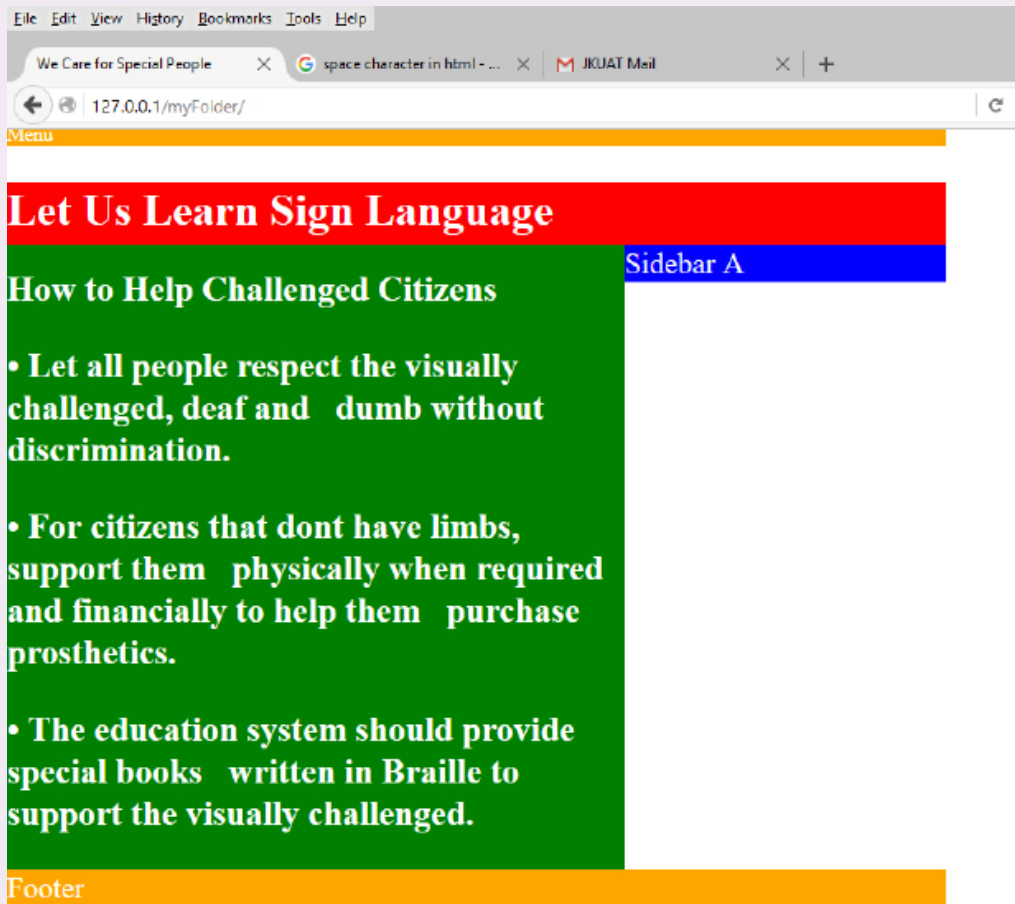 File Edit View History Bookmarks Tools Help
We Care for Special People
space character in html - ...
JKUAT Mail
127.0.0.1/myFolder/
Menu
Let Us Learn Sign Language
Sidebar A
How to Help Challenged Citizens
• Let all people respect the visually
challenged, deaf and   dumb without
discrimination.
• For citizens that dont have limbs,
support them   physically when required
and financially to help them   purchase
prosthetics.
• The education system should provide
special books   written in Braille to
support the visually challenged.
Footer